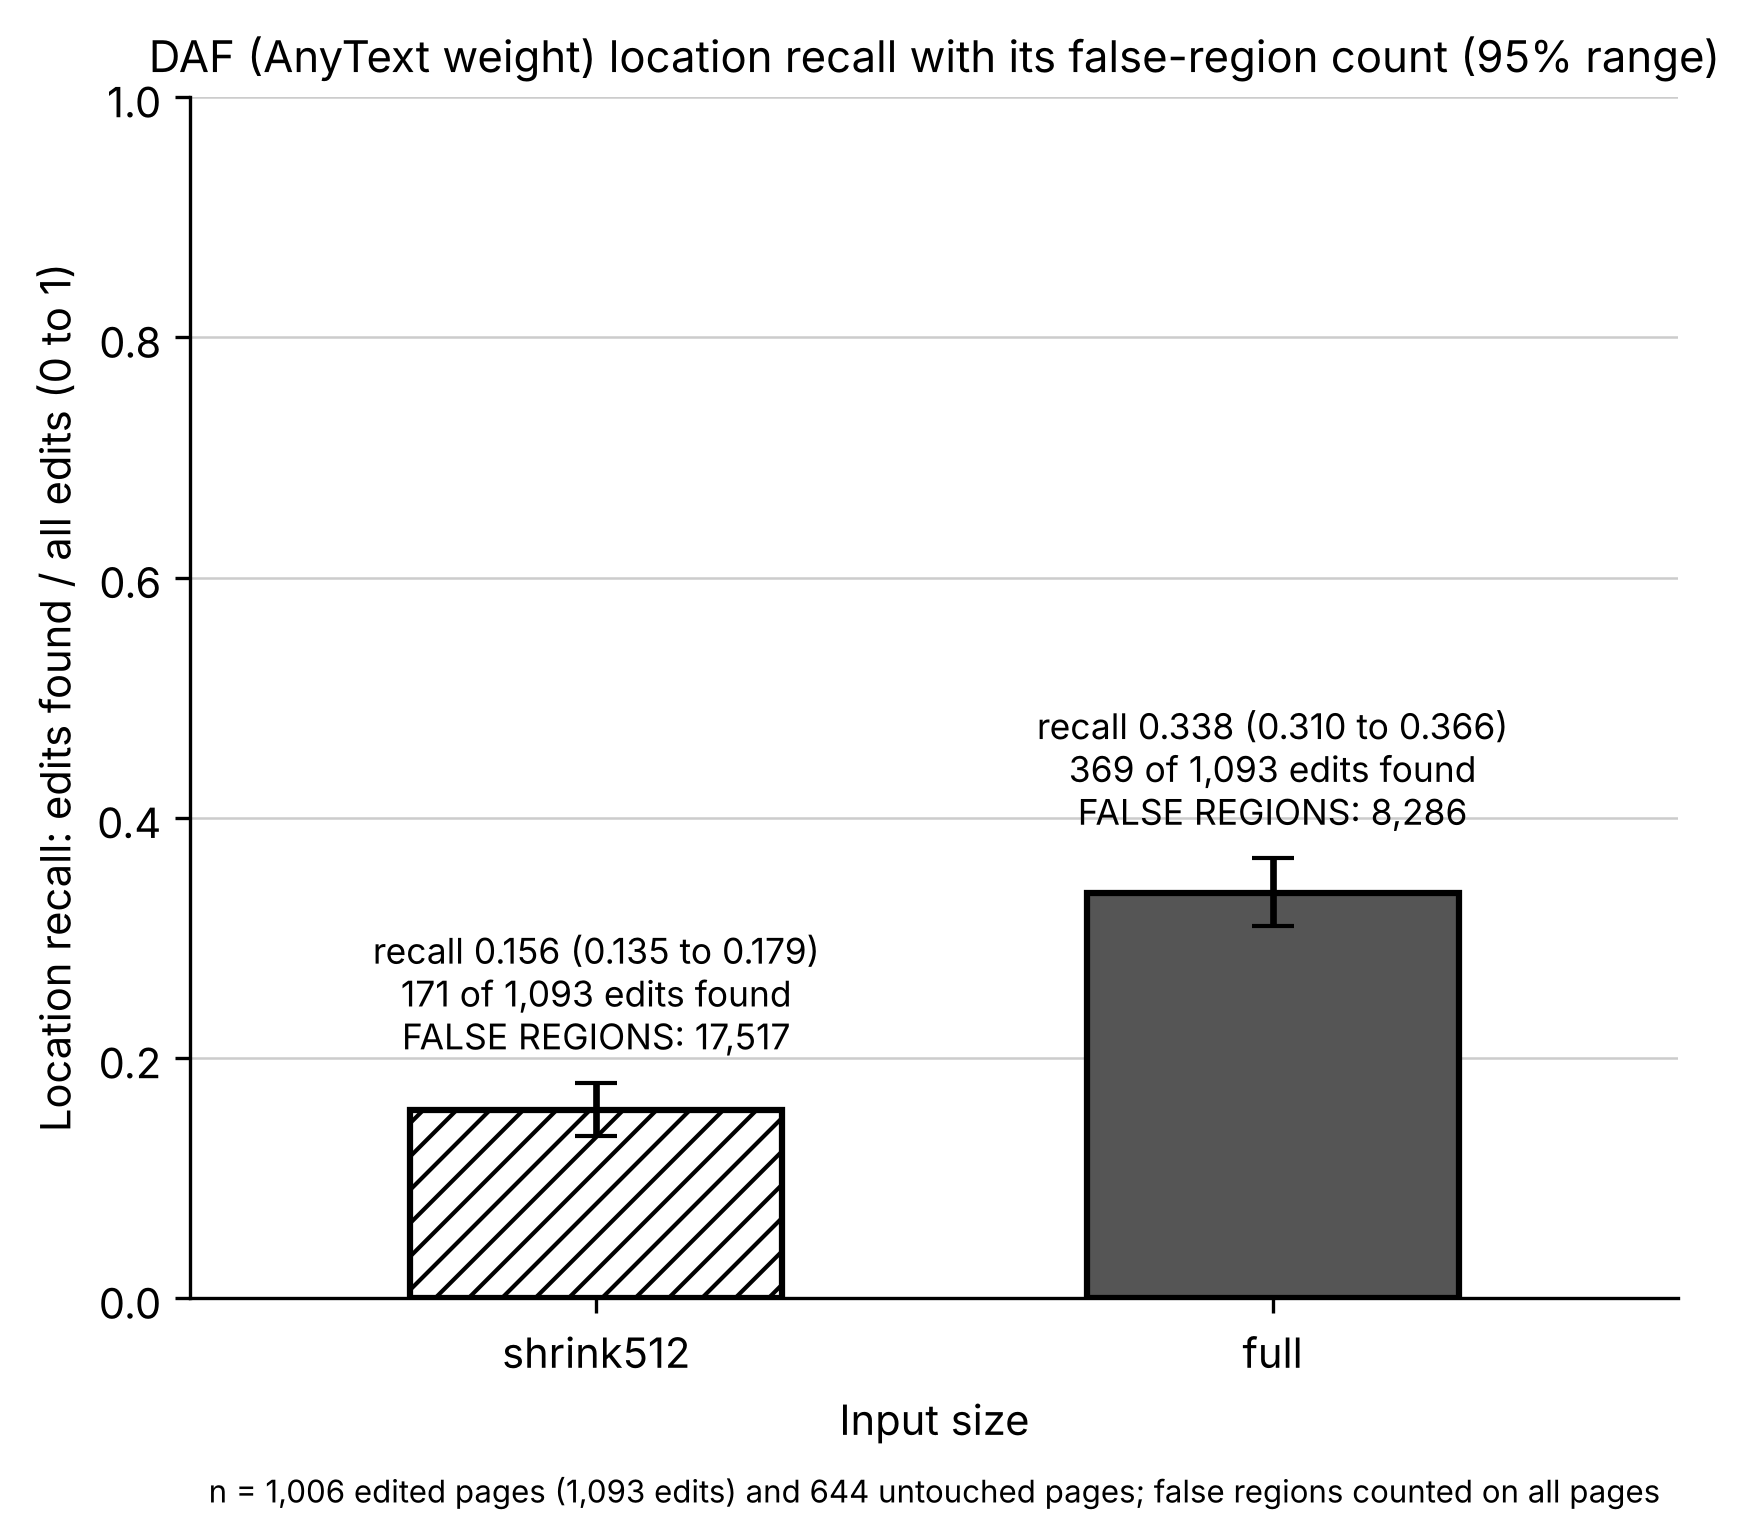 DAF (AnyText weight) location recall with its false-region count (95% range)
Location recall: edits found / all edits (0 to 1)
1.0
0.8
0.6
0.4
0.2
0.0
recall 0.156 (0.135 to 0.179)
171 of 1,093 edits found
FALSE REGIONS: 17,517
recall 0.338 (0.310 to 0.366)
369 of 1,093 edits found
FALSE REGIONS: 8,286
shrink512
full
Input size
n = 1,006 edited pages (1,093 edits) and 644 untouched pages; false regions counted on all pages